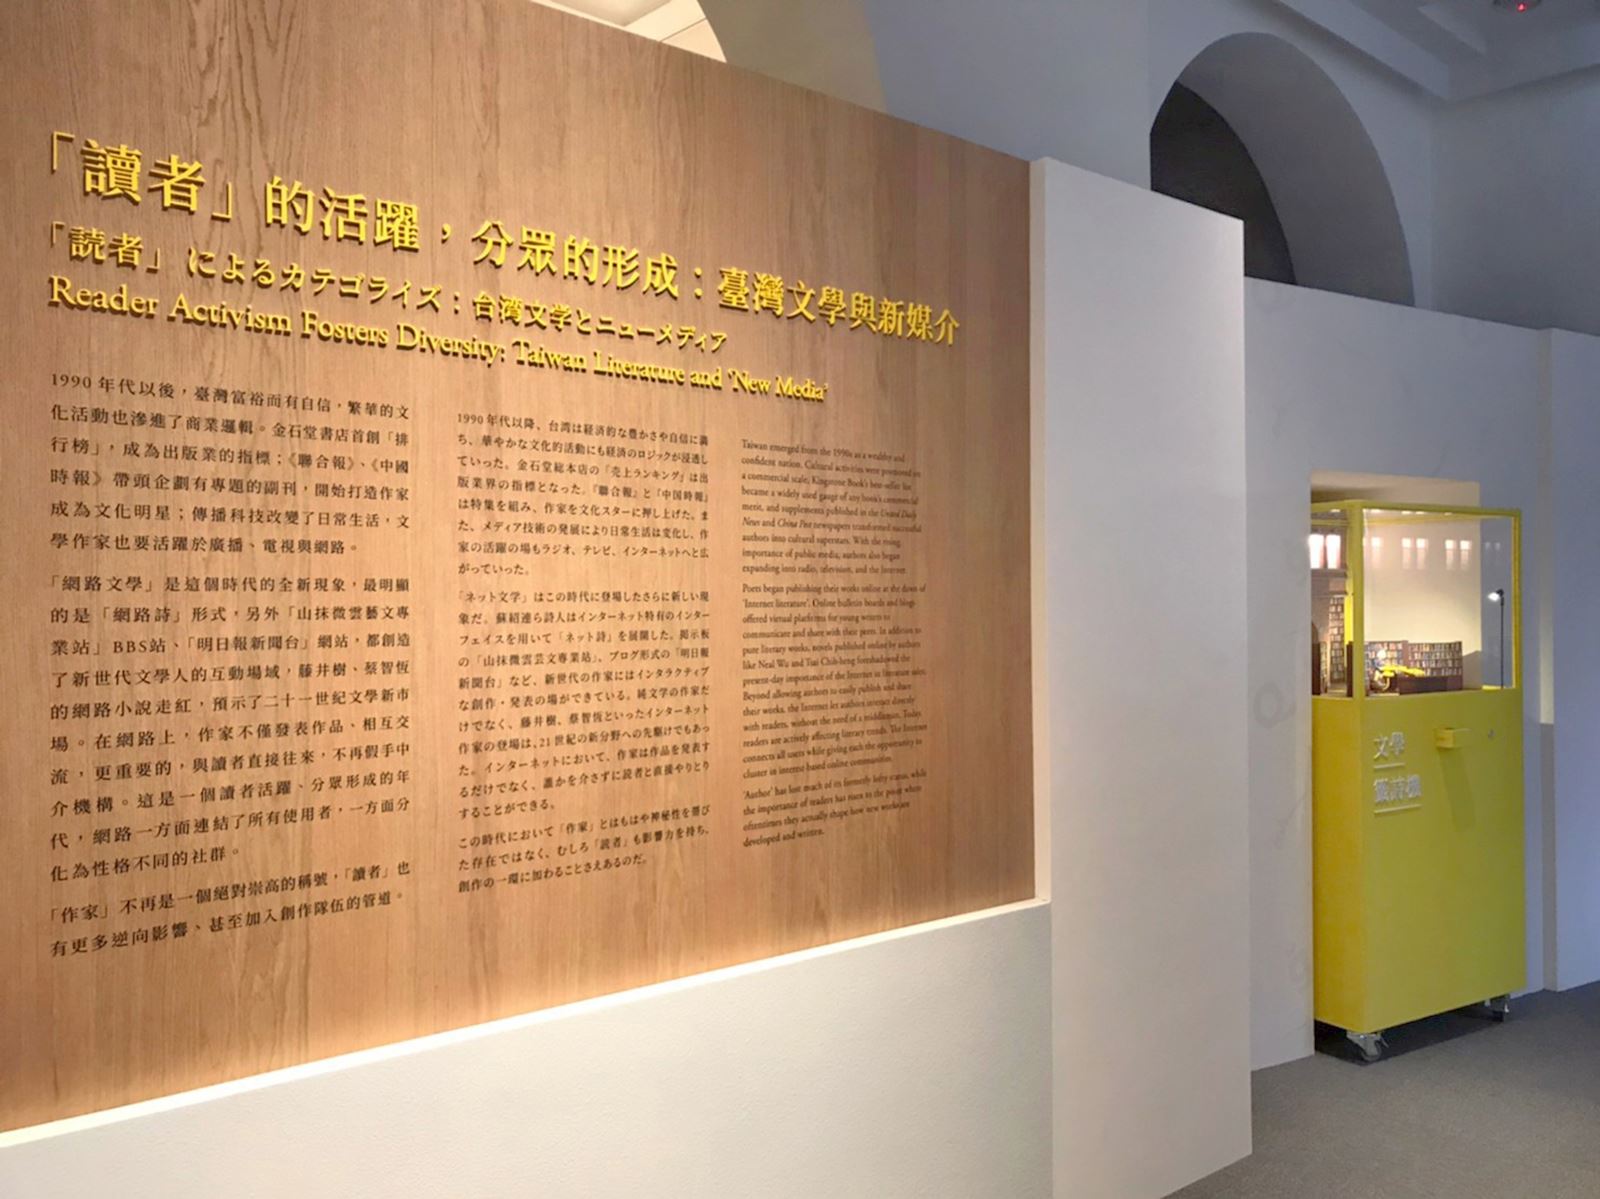 「讀者」的活躍，分眾的形成：臺灣文學與新媒介
「読者」によるカテゴライズ：台湾文学とニューメディア
Reader Activism Fosters Diversity: Taiwan Literature and 'New Media'
1990 年代以後，臺灣富裕而有自信，繁華的文
化活動也滲進了商業邏輯。金石堂書店首創「排
行榜」，成為出版業的指標；《聯合報》、《中國
時報》帶頭企劃有專題的副刊，開始打造作家
成為文化明星；傳播科技改變了日常生活，文
學作家也要活躍於廣播、電視與網路。
「網路文學」是這個時代的全新現象，最明顯
的是「網路詩」形式，另外「山抹微雲藝文專
業站」BBS站、「明日報新聞台」網站，都創造
了新世代文學人的互動場域，藤井樹、蔡智恆
的網路小說走紅，預示了二十一世紀文學新市
場。在網路上，作家不僅發表作品、相互交
流，更重要的，與讀者直接往來，不再假手中
介機構。這是一個讀者活躍、分眾形成的年
代，網路一方面連結了所有使用者，一方面分
化為性格不同的社群。
「作家」不再是一個絕對崇高的稱號，「讀者」也
有更多逆向影響、甚至加入創作隊伍的管道。
1990 年代以降、台湾は経済的な豊かさや自信に満
ち、華やかな文化的活動にも経済のロジックが浸透し
ていった。金石堂総本店の「売上ランキング」は出
版業界の指標となった。『聯合報』と『中国時報』
は特集を組み、作家を文化スターに押し上げた。ま
た、メディア技術の発展により日常生活は変化し、作
家の活躍の場もラジオ、テレビ、インターネットへと広
がっていった。
「ネット文学」はこの時代に登場したさらに新しい現
象だ。蘇紹連ら詩人はインターネット特有のインター
フェイスを用いて「ネット詩」を展開した。掲示板
の「山抹微雲芸文専業站」、ブログ形式の「明日報
新聞台」など、新世代の作家にはインタラクティブ
な創作・発表の場ができている。純文学の作家だ
けでなく、藤井樹、蔡智恆といったインターネット
作家の登場は、21世紀の新分野への先駆けでもあっ
た。インターネットにおいて、作家は作品を発表す
るだけでなく、誰かを介さずに読者と直接やりとり
することができる。
この時代において「作家」とはもはや神秘性を帯び
た存在ではなく、むしろ「読者」も影響力を持ち、
創作の一環に加わることさえあるのだ。
Taiwan emerged from the 1990s as a wealthy and
confident nation. Cultural activities were promoted on
a commercial scale, Kingstone Book's best-seller list
became a widely used gauge of any book's commercial
merit, and supplements published in the United Daily
News and China Post newspapers transformed successful
authors into cultural superstars. With the rising
importance of public media, authors also began
expanding into radio, television, and the Internet.
Poets began publishing their works online at the dawn of
'Internet literature'. Online bulletin boards and blogs
offered virtual platforms for young writers to
communicate and share with their peers. In addition to
pure literary works, novels published online by authors
like Neal Wu and Tsai Chih-heng foreshadowed the
present-day importance of the Internet in literature sales.
Beyond allowing authors to easily publish and share
their works, the Internet let authors interact directly
with readers, without the need of a middleman. Today,
readers are actively affecting literary trends. The Internet
connects all users while giving each the opportunity to
cluster in interest-based online communities.
'Author' has lost much of its formerly lofty status, while
the importance of readers has risen to the point where
oftentimes they actually shape how new works are
developed and written.
文學
籤詩機